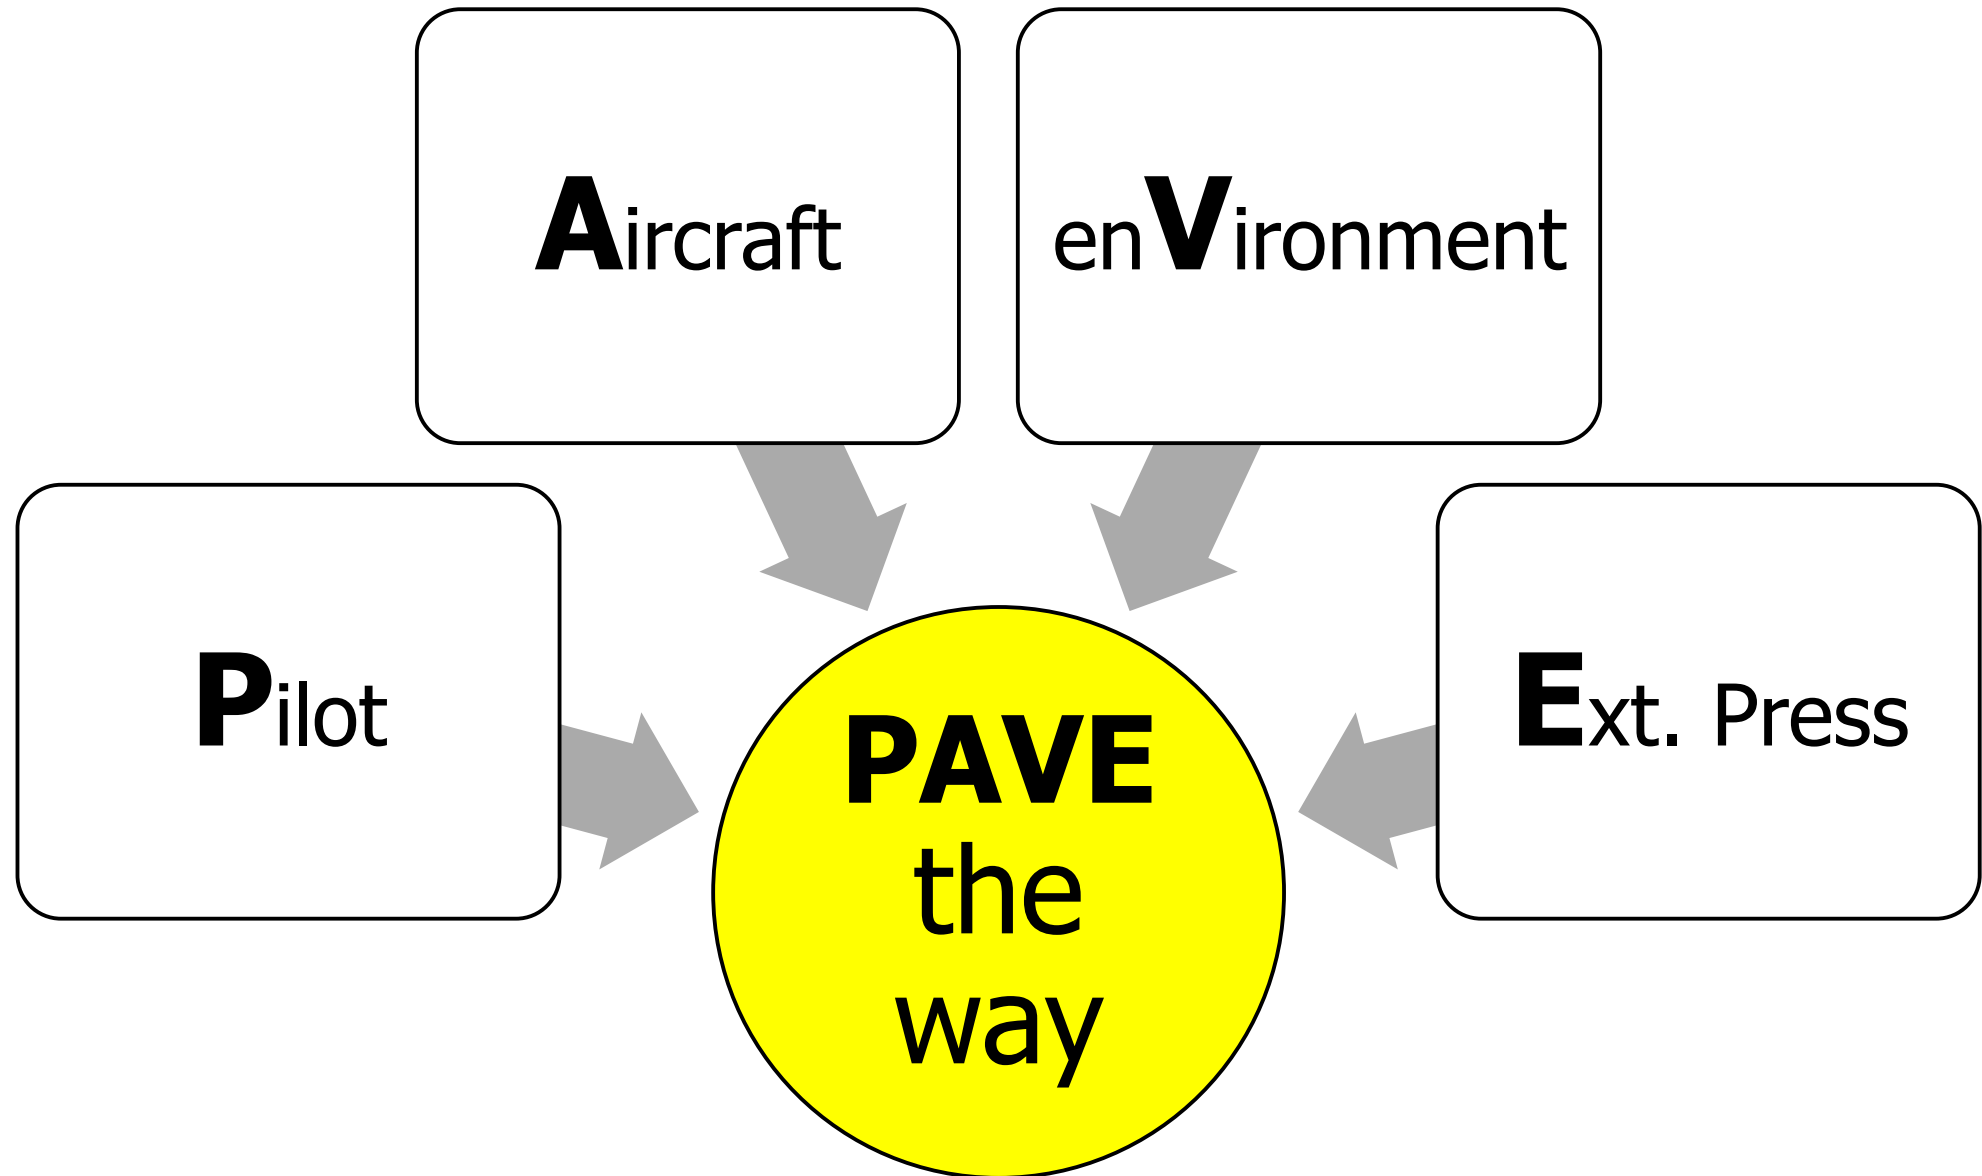 Aircraft
enVironment
Pilot
Ext. Press
PAVE
the
way